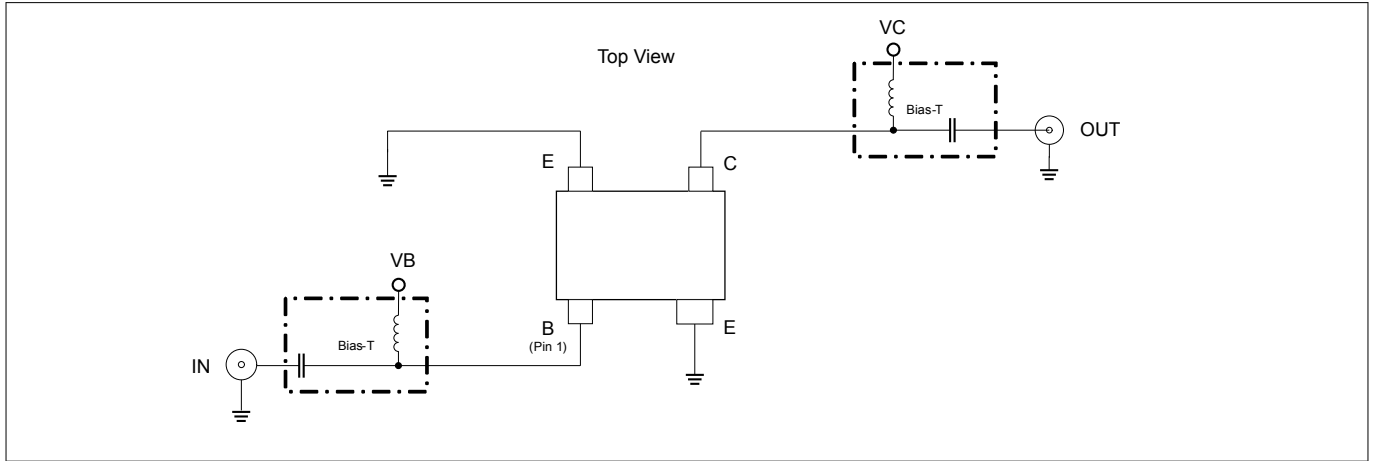 VC
Top View
Bias-T
OUT
E
C
VB
B
(Pin 1)
E
Bias-T
IN